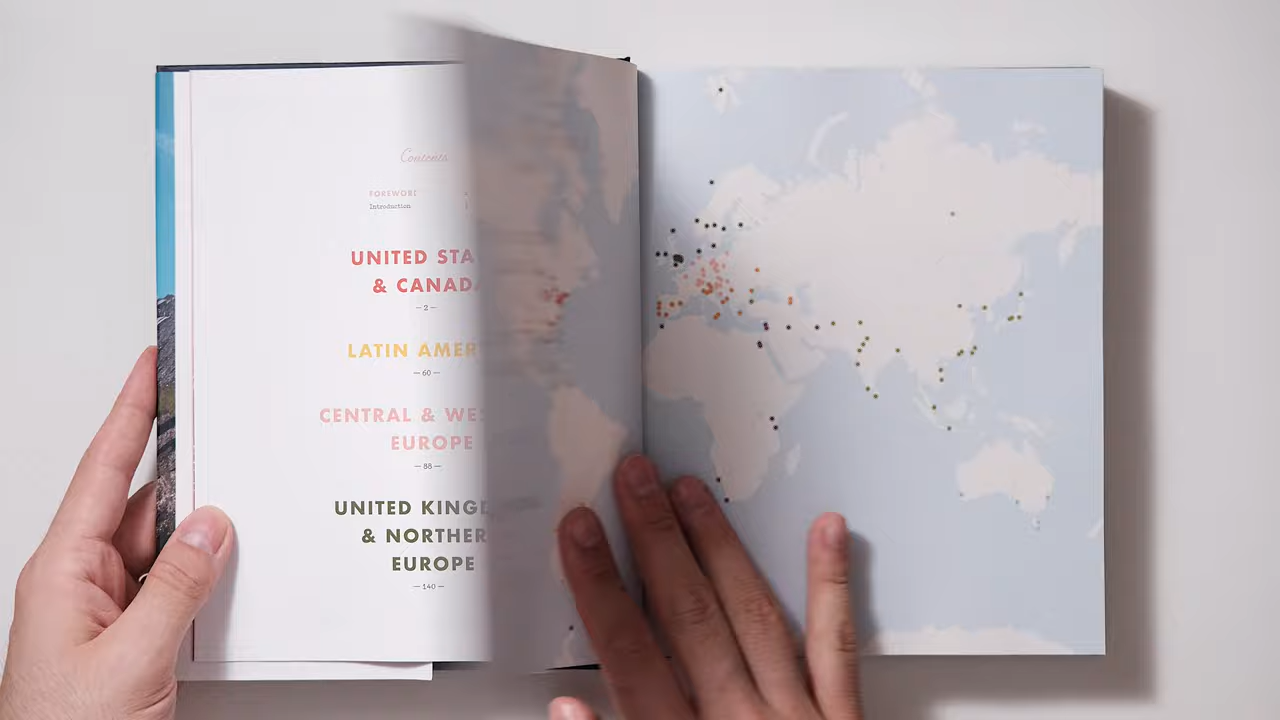 Contents
FOREWORD
Introduction
UNITED STA
& CANADA
— 2 —
LATIN AMER
— 60 —
CENTRAL & WES
EUROPE
— 88 —
UNITED KINGD
& NORTHER
EUROPE
— 140 —